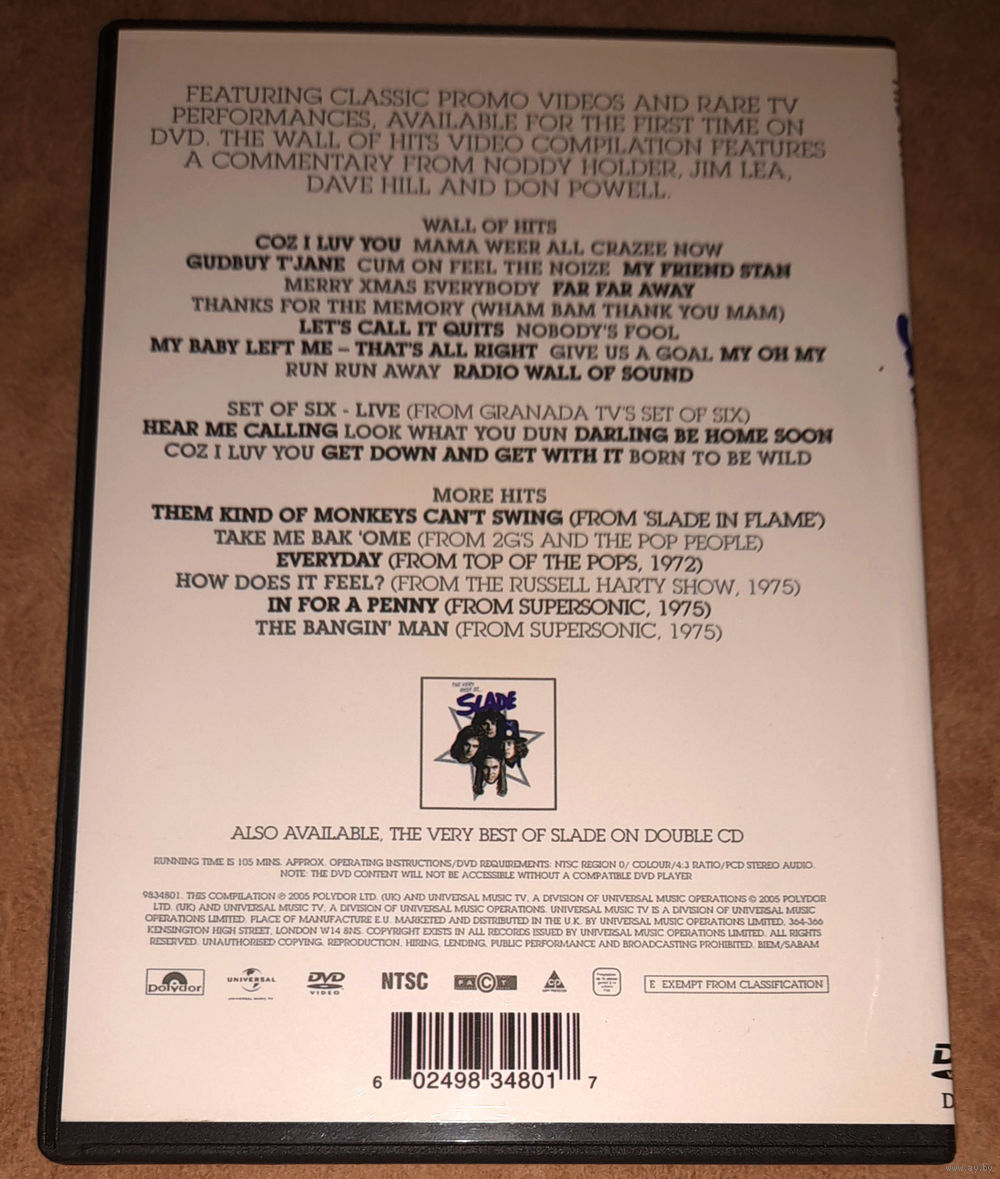 FEATURING CLASSIC PROMO VIDEOS AND RARE TV
PERFORMANCES, AVAILABLE FOR THE FIRST TIME ON
DVD. THE WALL OF HITS VIDEO COMPILATION FEATURES
A COMMENTARY FROM NODDY HOLDER, JIM LEA,
DAVE HILL AND DON POWELL.
WALL OF HITS
COZ I LUV YOU MAMA WEER ALL CRAZEE NOW
GUDBUY T'JANE CUM ON FEEL THE NOIZE MY FRIEND STAN
MERRY XMAS EVERYBODY FAR FAR AWAY
THANKS FOR THE MEMORY (WHAM BAM THANK YOU MAM)
LET'S CALL IT QUITS NOBODY'S FOOL
MY BABY LEFT ME – THAT'S ALL RIGHT GIVE US A GOAL MY OH MY
RUN RUN AWAY RADIO WALL OF SOUND
SET OF SIX - LIVE (FROM GRANADA TV'S SET OF SIX)
HEAR ME CALLING LOOK WHAT YOU DUN DARLING BE HOME SOON
COZ I LUV YOU GET DOWN AND GET WITH IT BORN TO BE WILD
MORE HITS
THEM KIND OF MONKEYS CAN'T SWING (FROM 'SLADE IN FLAME')
TAKE ME BAK 'OME (FROM 2G'S AND THE POP PEOPLE)
EVERYDAY (FROM TOP OF THE POPS, 1972)
HOW DOES IT FEEL? (FROM THE RUSSELL HARTY SHOW, 1975)
IN FOR A PENNY (FROM SUPERSONIC, 1975)
THE BANGIN' MAN (FROM SUPERSONIC, 1975)
THE VERY
BEST OF...
SLADE
ALSO AVAILABLE, THE VERY BEST OF SLADE ON DOUBLE CD
RUNNING TIME IS 105 MINS. APPROX. OPERATING INSTRUCTIONS/DVD REQUIREMENTS: NTSC REGION 0/ COLOUR/4:3 RATIO/PCD STEREO AUDIO.
NOTE: THE DVD CONTENT WILL NOT BE ACCESSIBLE WITHOUT A COMPATIBLE DVD PLAYER
9834801. THIS COMPILATION ℗ 2005 POLYDOR LTD. (UK) AND UNIVERSAL MUSIC TV, A DIVISION OF UNIVERSAL MUSIC OPERATIONS © 2005 POLYDOR
LTD. (UK) AND UNIVERSAL MUSIC TV, A DIVISION OF UNIVERSAL MUSIC OPERATIONS. UNIVERSAL MUSIC TV IS A DIVISION OF UNIVERSAL MUSIC
OPERATIONS LIMITED. PLACE OF MANUFACTURE E.U. MARKETED AND DISTRIBUTED IN THE U.K. BY UNIVERSAL MUSIC OPERATIONS LIMITED, 364-366
KENSINGTON HIGH STREET, LONDON W14 8NS. COPYRIGHT EXISTS IN ALL RECORDS ISSUED BY UNIVERSAL MUSIC OPERATIONS LIMITED. ALL RIGHTS
RESERVED. UNAUTHORISED COPYING, REPRODUCTION, HIRING, LENDING, PUBLIC PERFORMANCE AND BROADCASTING PROHIBITED. BIEM/SABAM
polydor UNIVERSAL DVD VIDEO NTSC FACT E EXEMPT FROM CLASSIFICATION
UNIVERSAL MUSIC TV
6 02498 34801 7
www.ay.by